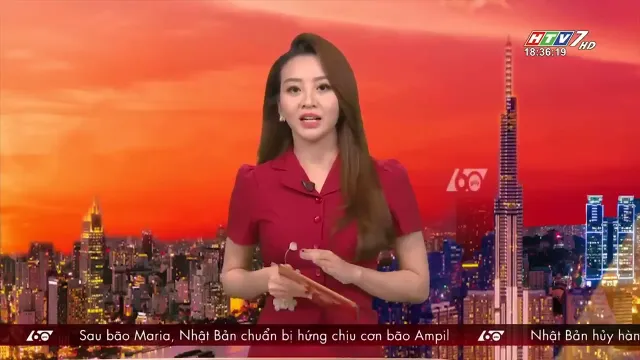 HTV7 HD
18:36:19
60
60 Sau bão Maria, Nhật Bản chuẩn bị hứng chịu cơn bão Ampil 60 Nhật Bản hủy hàn